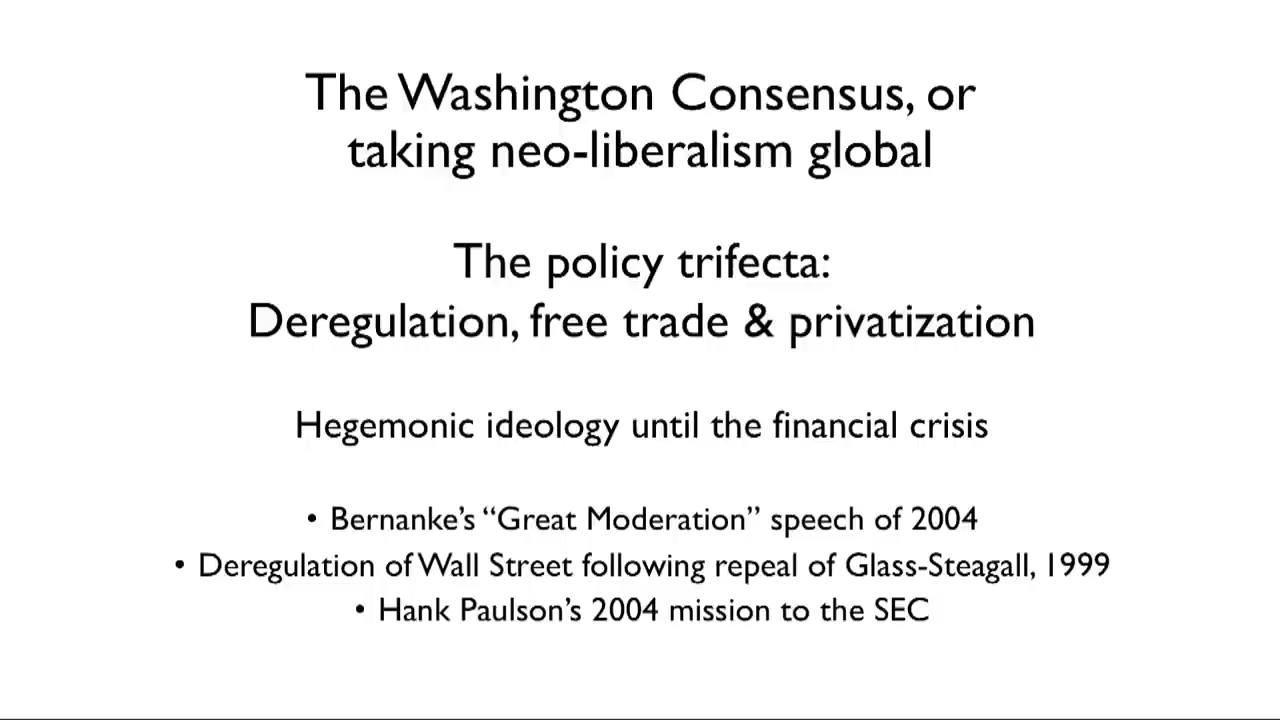 The Washington Consensus, or
taking neo-liberalism global
The policy trifecta:
Deregulation, free trade & privatization
Hegemonic ideology until the financial crisis
• Bernanke’s “Great Moderation” speech of 2004
• Deregulation of Wall Street following repeal of Glass-Steagall, 1999
• Hank Paulson’s 2004 mission to the SEC